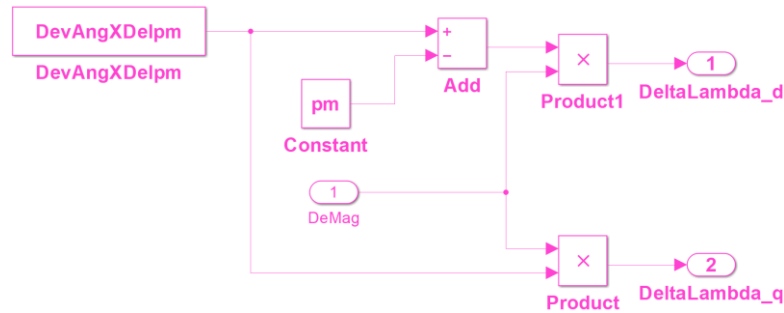 DevAngXDelpm
DevAngXDelpm
+
−
Add
pm
Constant
×
Product1
1
DeltaLambda_d
1
DeMag
×
Product
2
DeltaLambda_q